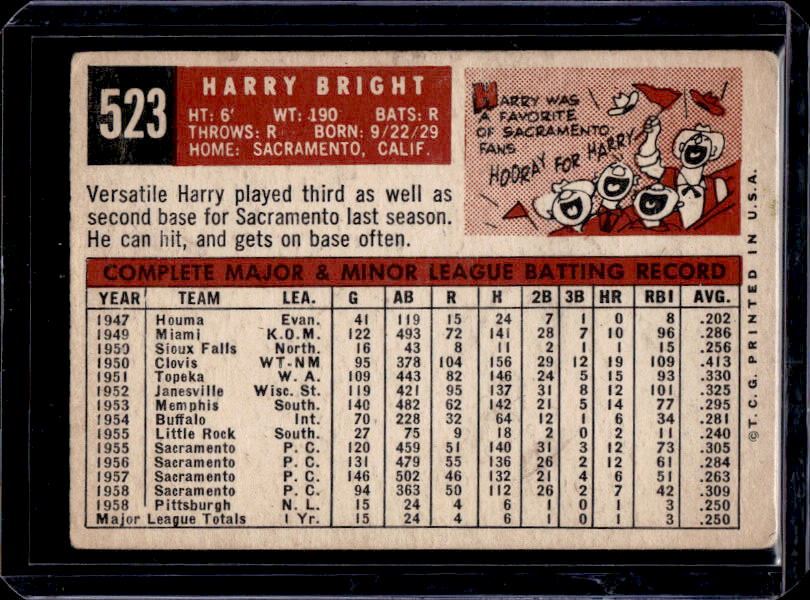 523
HARRY BRIGHT
HT: 6' WT: 190 BATS: R
THROWS: R BORN: 9/22/29
HOME: SACRAMENTO, CALIF.
HARRY WAS
A FAVORITE
OF SACRAMENTO
FANS
HOORAY FOR HARRY
Versatile Harry played third as well as
second base for Sacramento last season.
He can hit, and gets on base often.
COMPLETE MAJOR & MINOR LEAGUE BATTING RECORD
YEAR TEAM LEA. G AB R H 2B 3B HR RBI AVG.
1947 Houma Evan. 41 119 15 24 7 1 0 8 .202
1949 Miami K.O.M. 122 493 72 141 28 7 10 96 .286
1950 Sioux Falls North. 16 43 8 11 2 1 1 15 .256
1950 Clovis WT-NM 95 378 104 156 29 12 19 109 .413
1951 Topeka W. A. 109 443 82 146 24 5 15 93 .330
1952 Janesville Wisc. St. 119 421 95 137 31 8 12 101 .325
1953 Memphis South. 140 482 62 142 21 5 14 77 .295
1954 Buffalo Int. 70 228 32 64 12 1 6 34 .281
1955 Little Rock South. 27 75 9 18 2 0 2 11 .240
1955 Sacramento P. C. 120 459 51 140 31 3 12 73 .305
1956 Sacramento P. C. 131 479 55 136 26 2 12 61 .284
1957 Sacramento P. C. 146 502 46 132 21 4 6 51 .263
1958 Sacramento P. C. 94 363 50 112 26 2 7 42 .309
1958 Pittsburgh N. L. 15 24 4 6 1 0 1 3 .250
Major League Totals 1 Yr. 15 24 4 6 1 0 1 3 .250
©T. C. G. PRINTED IN U.S.A.